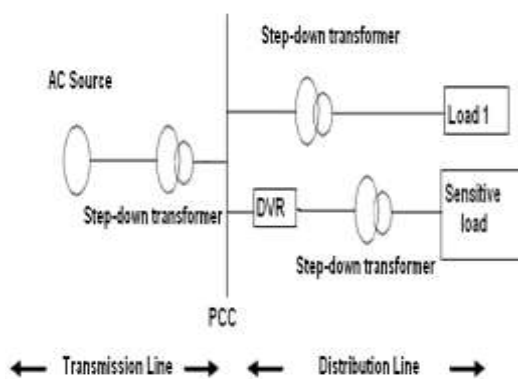 Step-down transformer
AC Source
Load 1
Step-down transformer
DVR
Sensitive
load
Step-down transformer
PCC
Transmission Line
Distribution Line